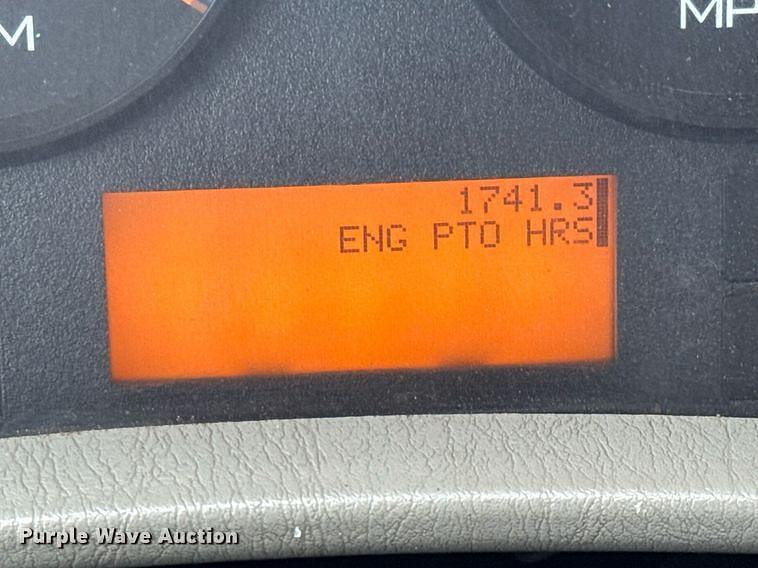 1741.3
ENG PTO HRS
Purple Wave Auction